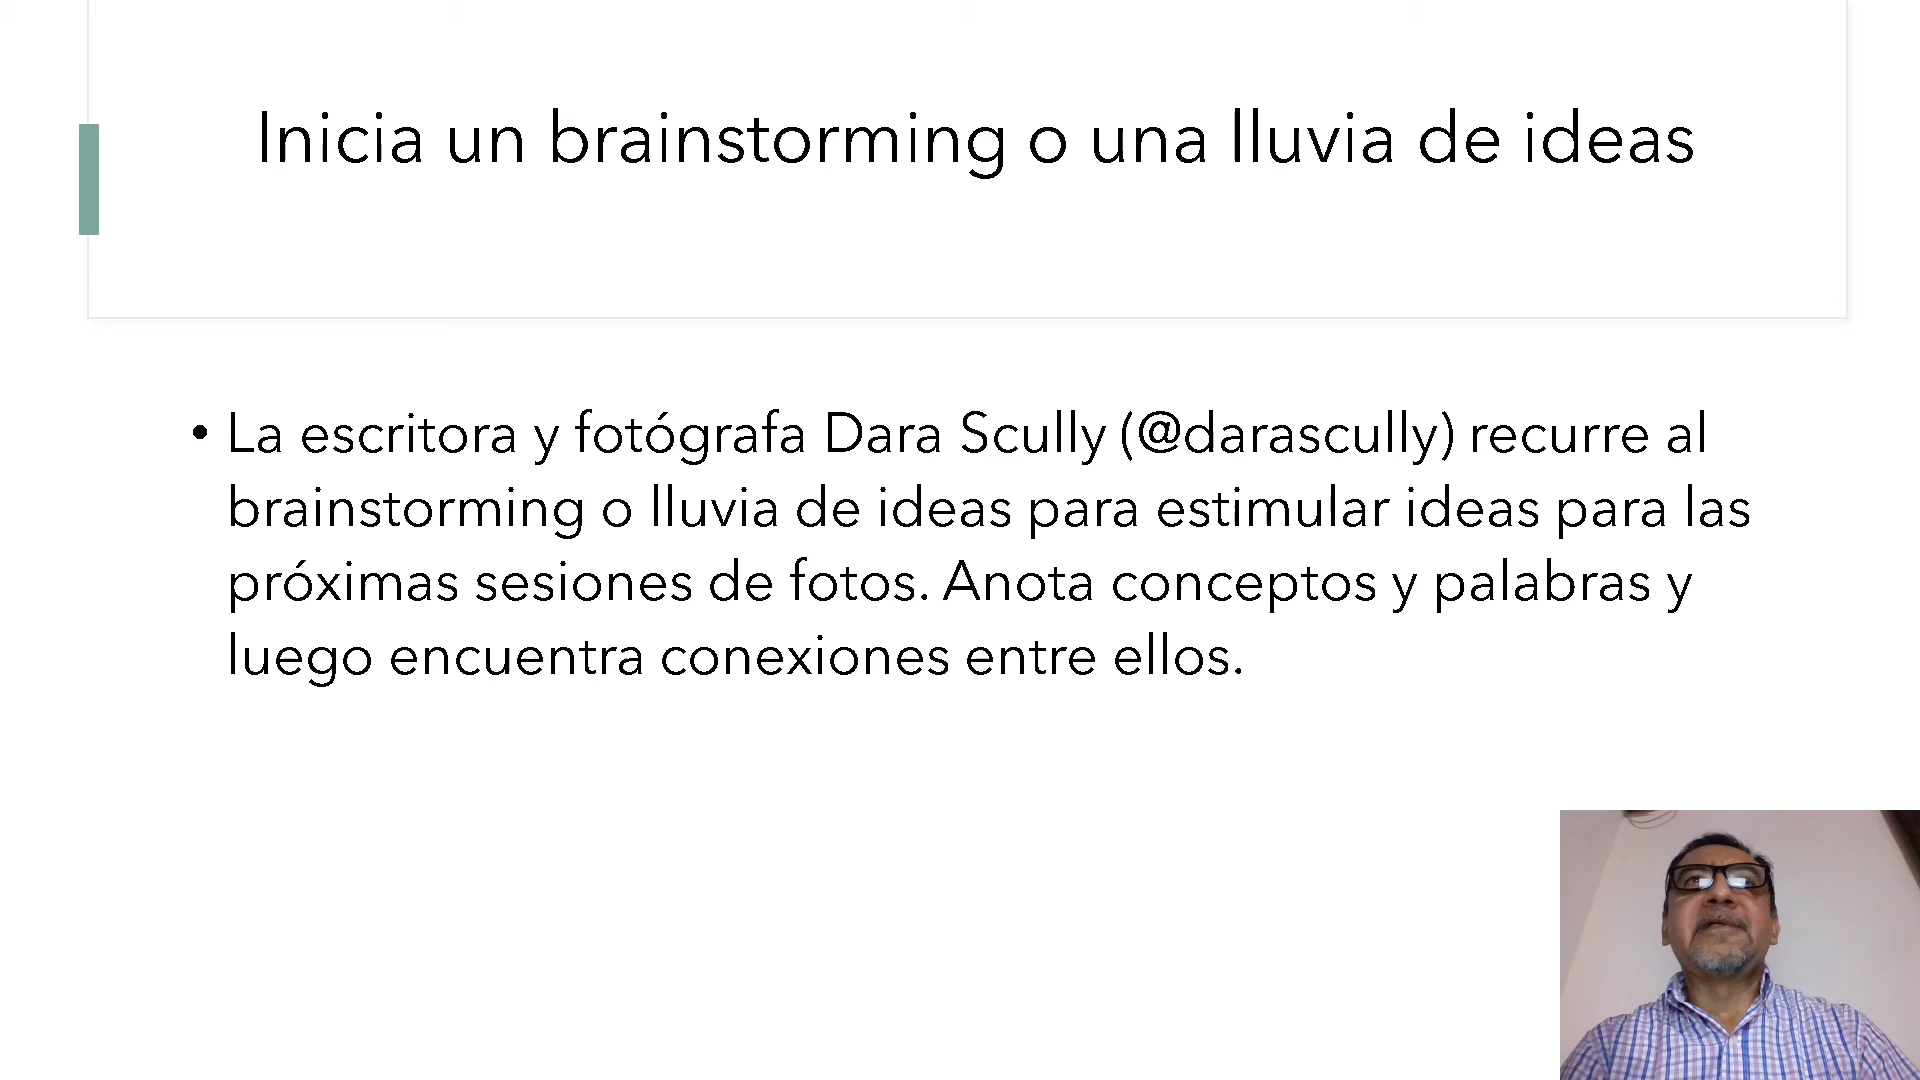 Inicia un brainstorming o una lluvia de ideas
• La escritora y fotógrafa Dara Scully (@darascully) recurre al
brainstorming o lluvia de ideas para estimular ideas para las
próximas sesiones de fotos. Anota conceptos y palabras y
luego encuentra conexiones entre ellos.